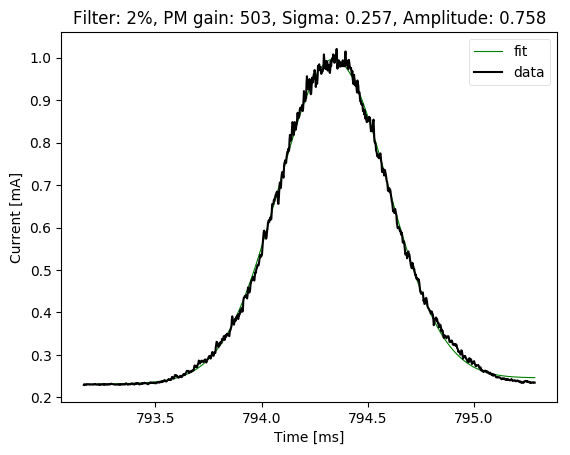 Filter: 2%, PM gain: 503, Sigma: 0.257, Amplitude: 0.758
fit
data
1.0
0.9
0.8
0.7
0.6
0.5
0.4
0.3
0.2
Current [mA]
793.5 794.0 794.5 795.0
Time [ms]